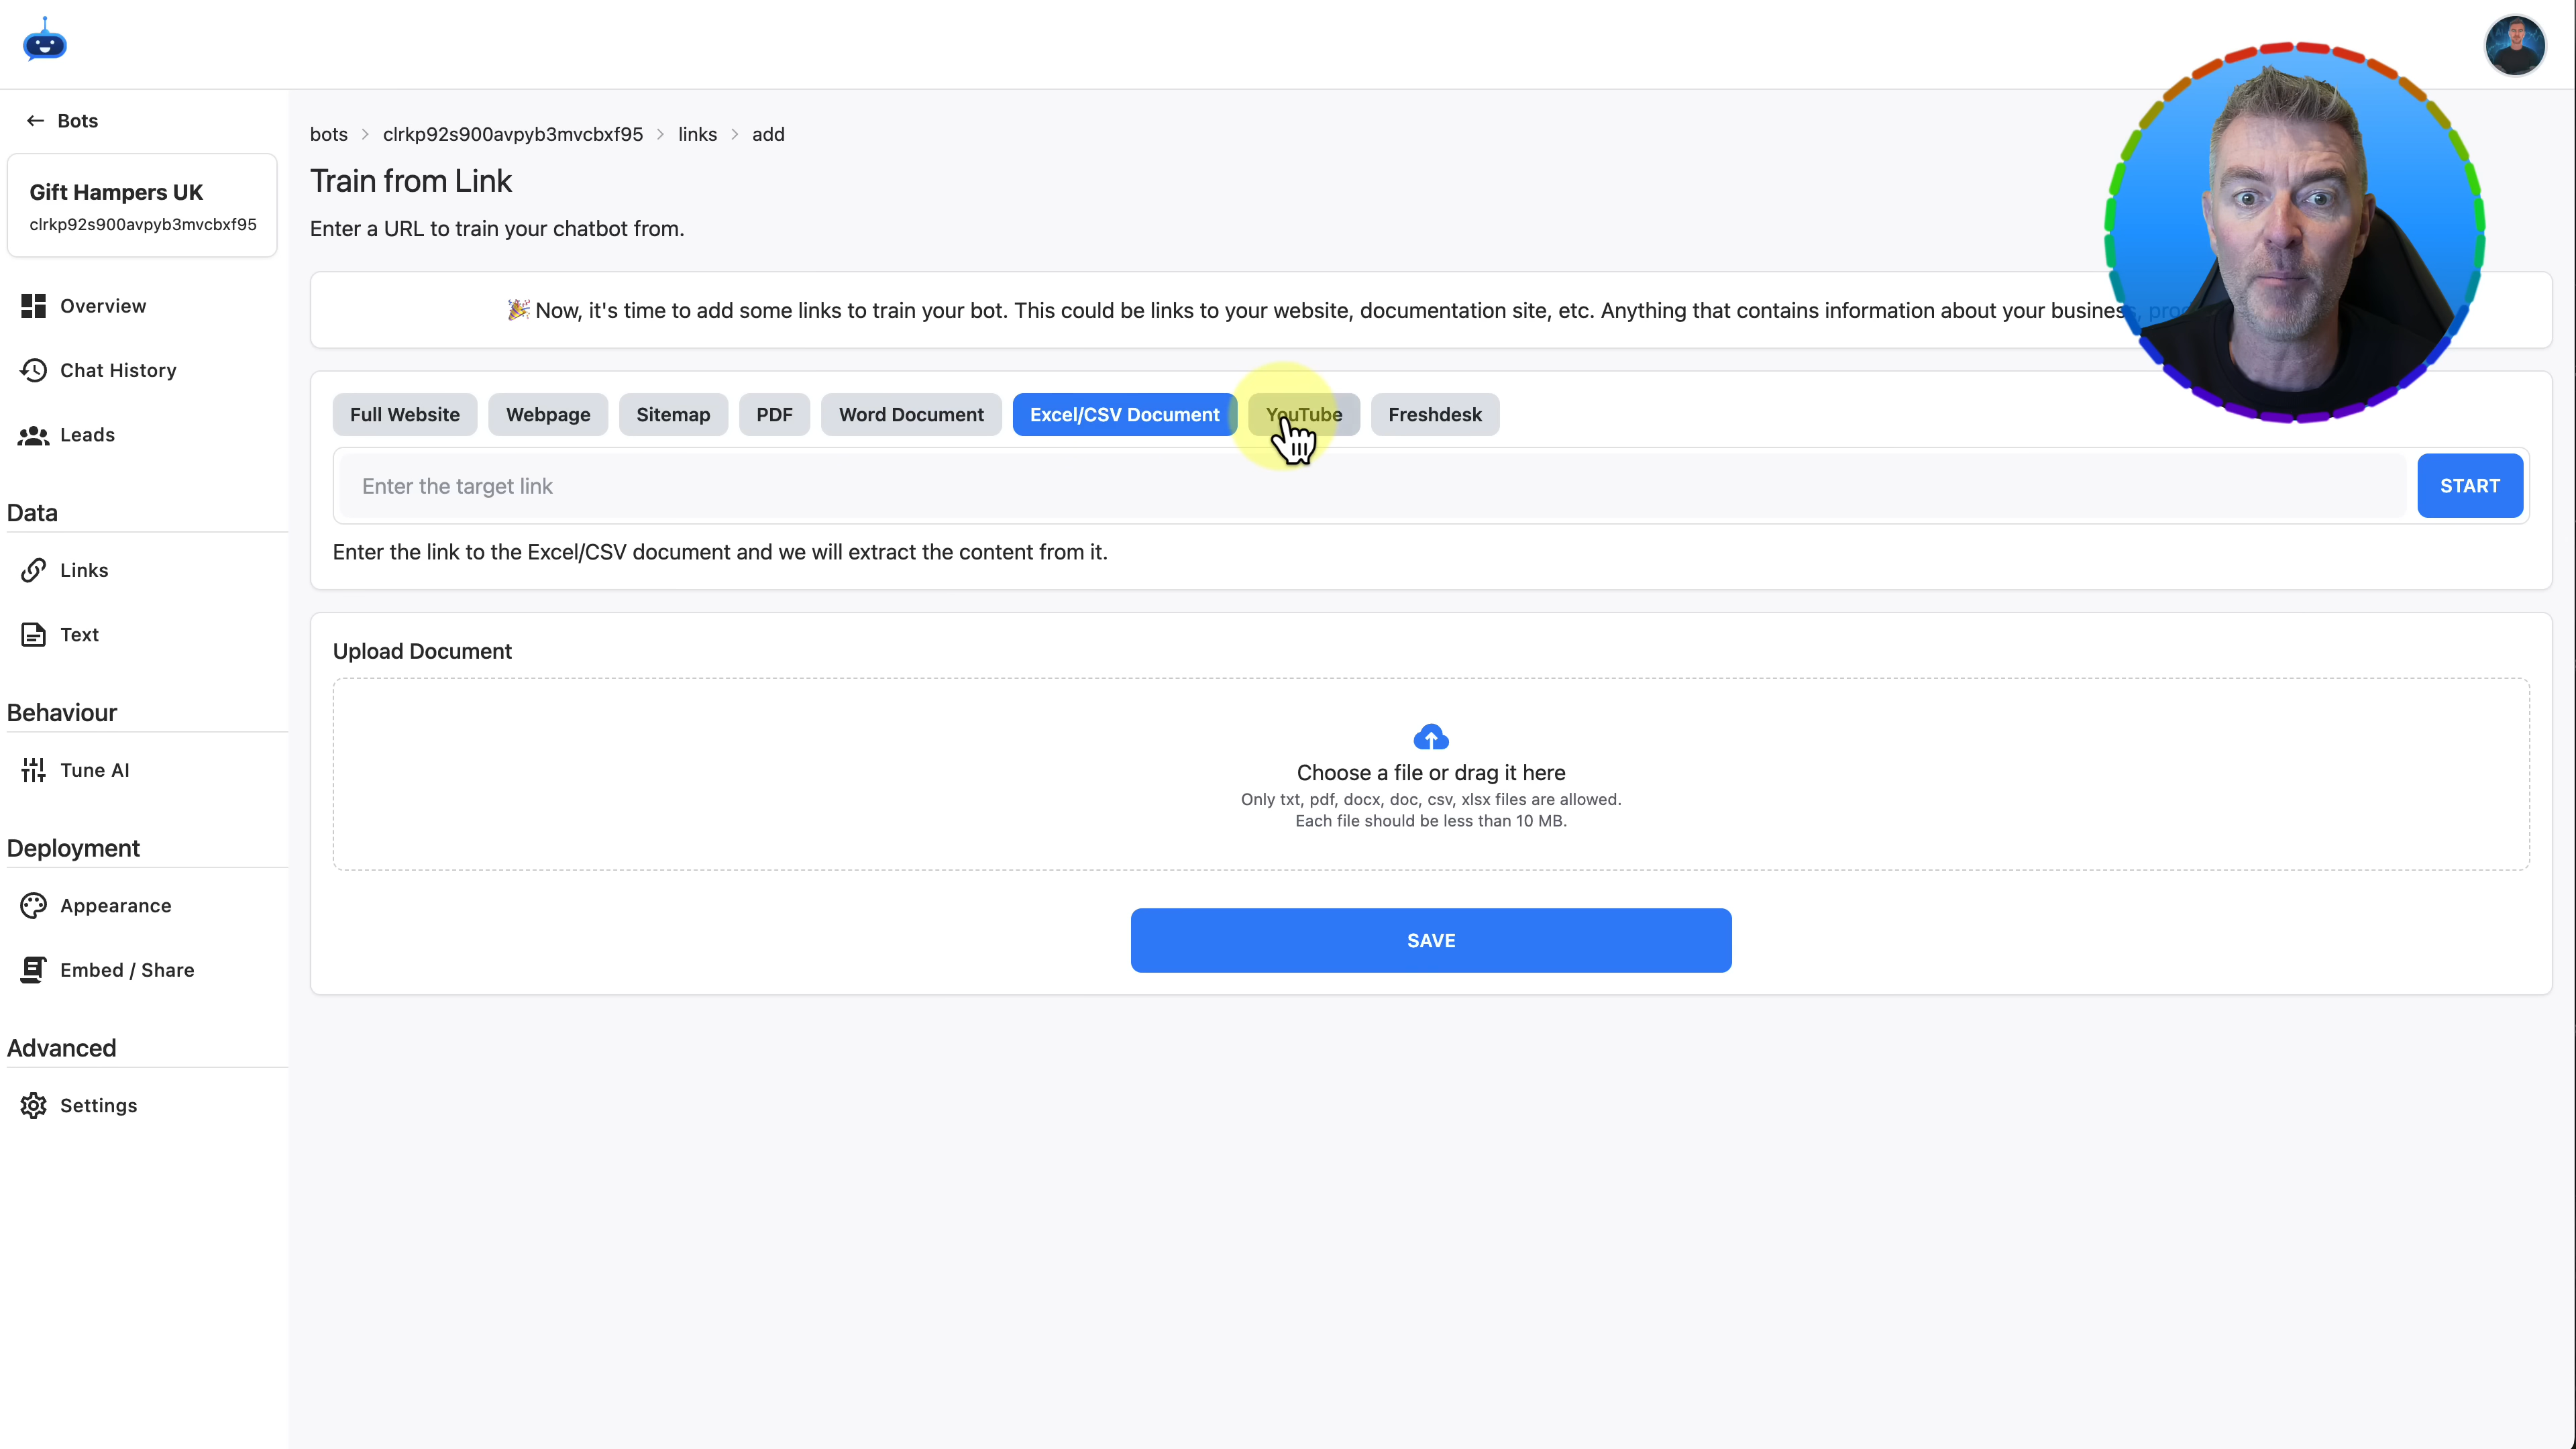 Bots
Gift Hampers UK
clrkp92s900avpyb3mvcbxf95
Overview
Chat History
Leads
Data
Links
Text
Behaviour
Tune AI
Deployment
Appearance
Embed / Share
Advanced
Settings
bots > clrkp92s900avpyb3mvcbxf95 > links > add
Train from Link
Enter a URL to train your chatbot from.
🎉 Now, it's time to add some links to train your bot. This could be links to your website, documentation site, etc. Anything that contains information about your business,
Full Website Webpage Sitemap PDF Word Document Excel/CSV Document YouTube Freshdesk
Enter the target link
START
Enter the link to the Excel/CSV document and we will extract the content from it.
Upload Document
Choose a file or drag it here
Only txt, pdf, docx, doc, csv, xlsx files are allowed.
Each file should be less than 10 MB.
SAVE